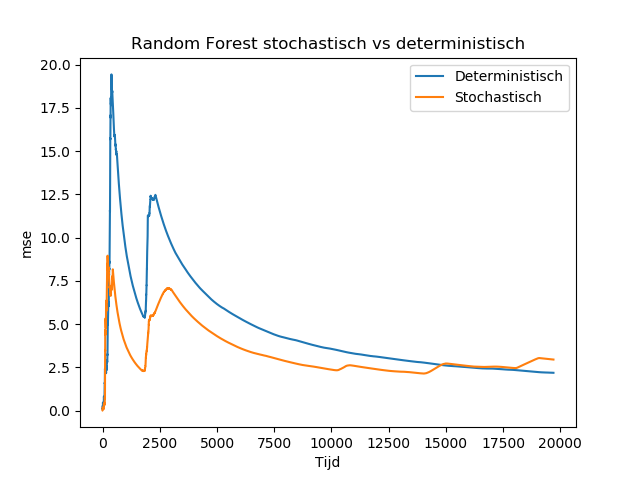 Random Forest stochastisch vs deterministisch
Deterministisch
Stochastisch
mse
20.0
17.5
15.0
12.5
10.0
7.5
5.0
2.5
0.0
0 2500 5000 7500 10000 12500 15000 17500 20000
Tijd